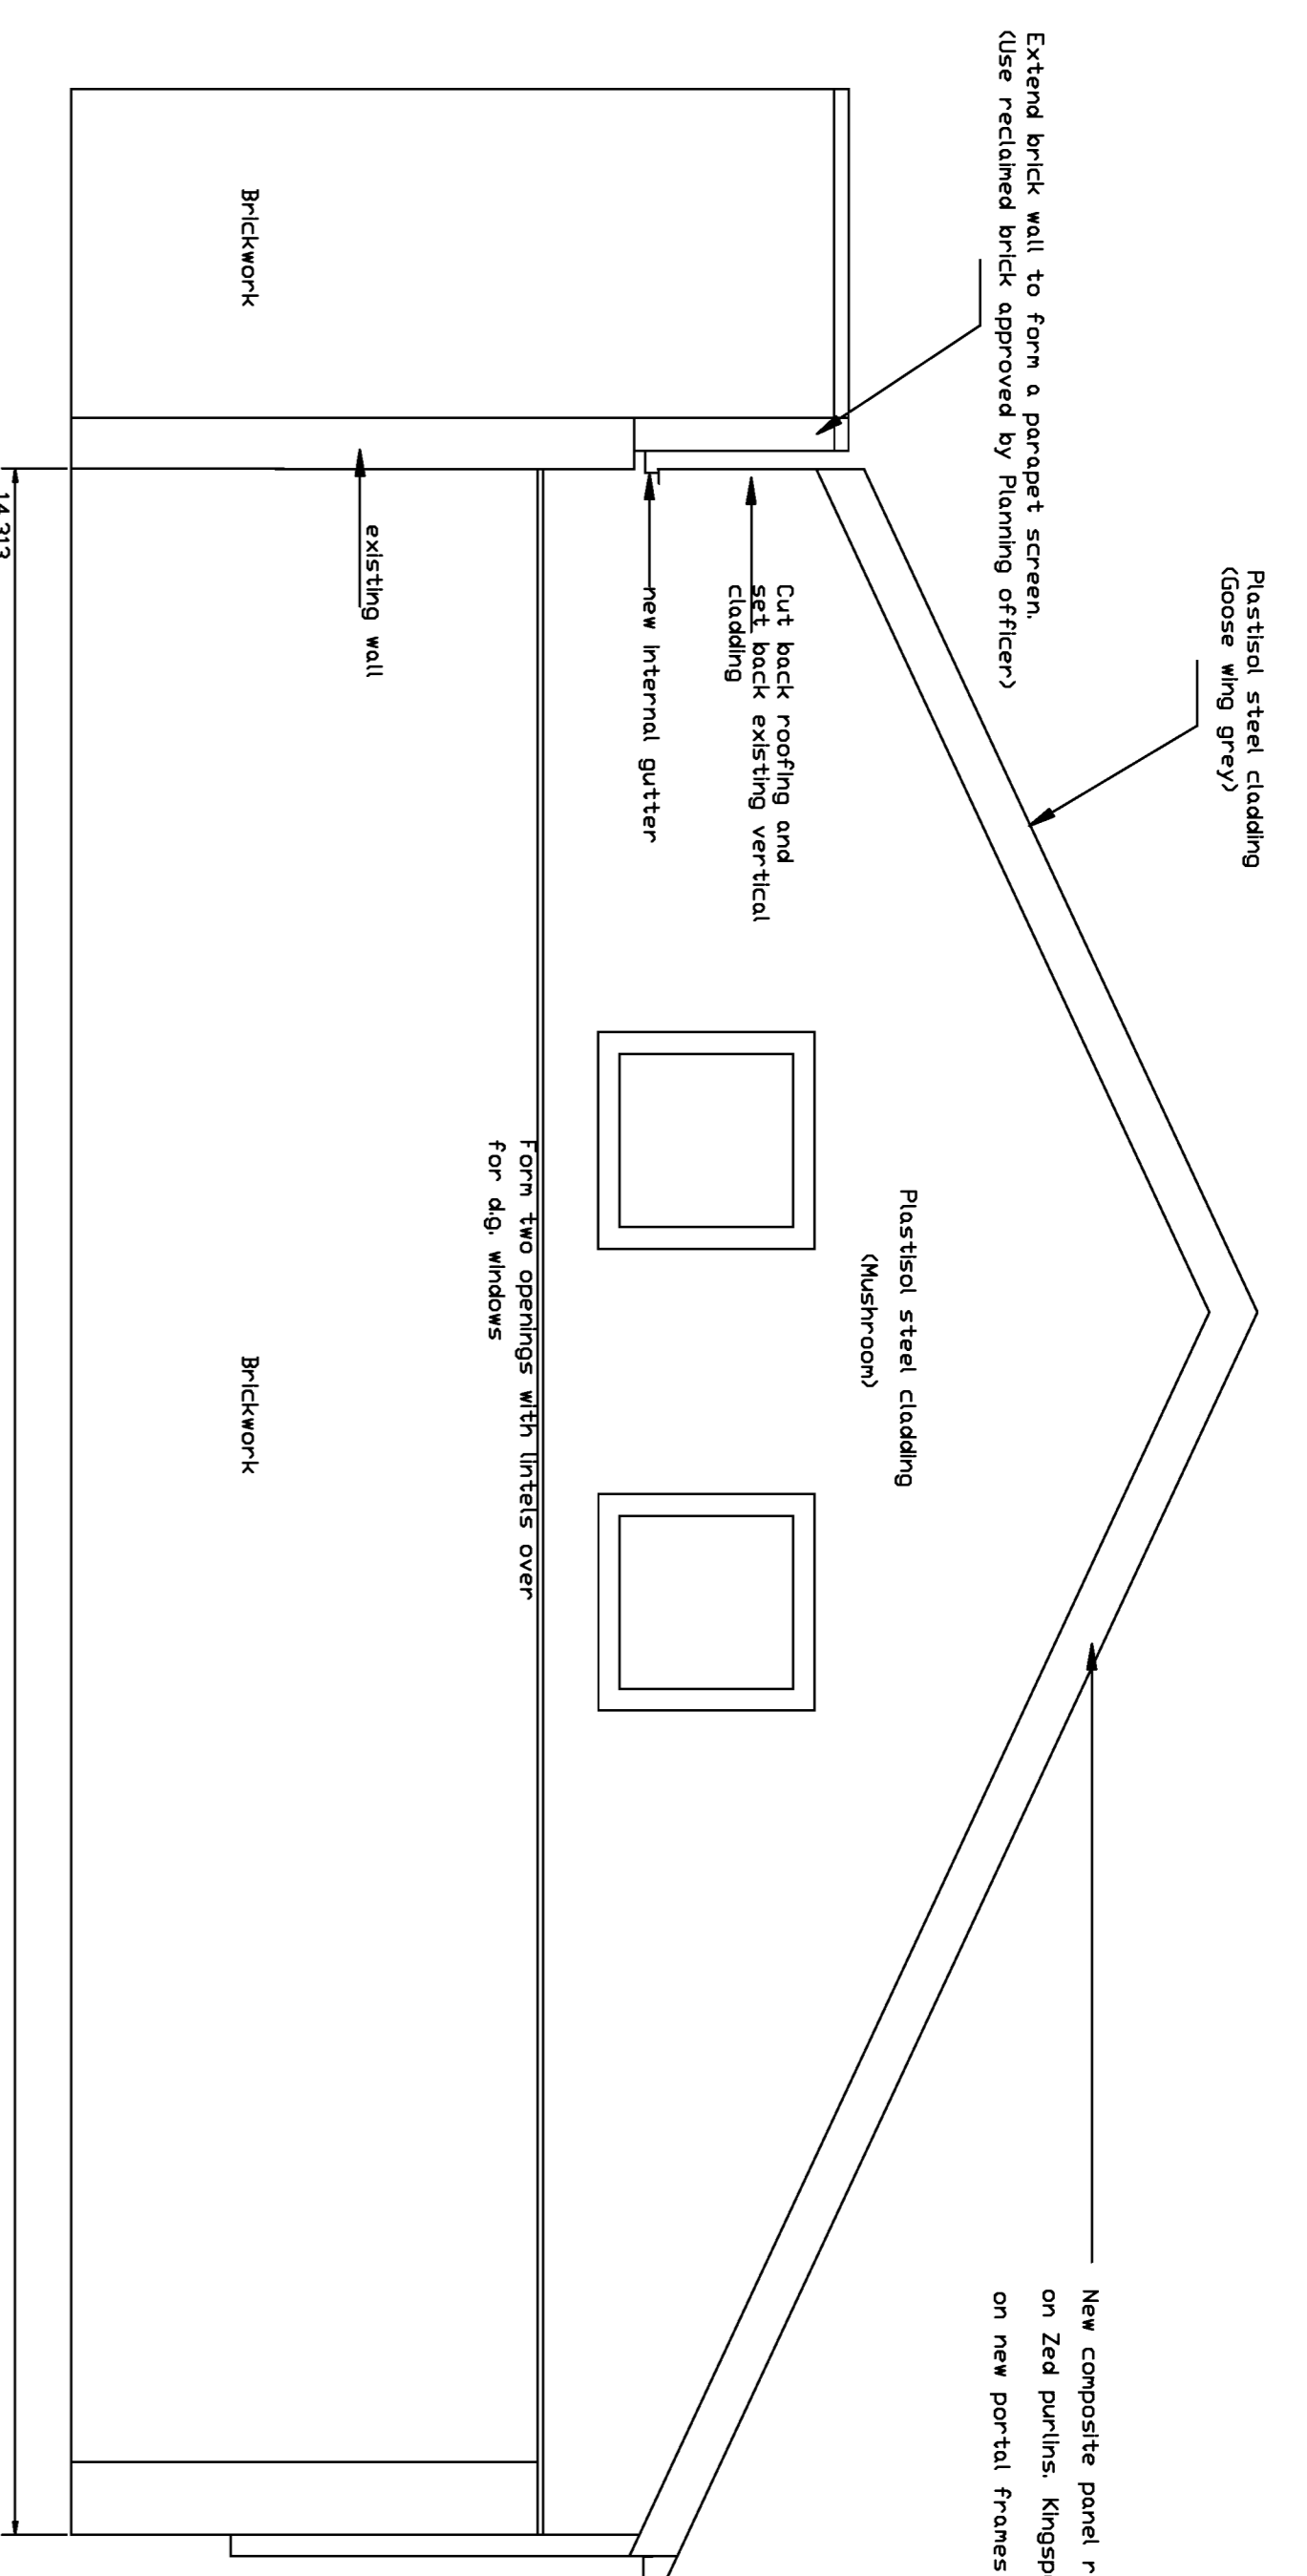 Plastisol steel cladding
(Goose wing grey)
Extend brick wall to form a parapet screen.
(Use reclaimed brick approved by Planning officer)
New composite panel
on Zed purlins.
on new portal frames
Plastisol steel cladding
(Mushroom)
Cut back roofing and
set back existing vertical
cladding
new internal gutter
Form two openings with lintels over
for d.g. windows
existing wall
Brickwork
Brickwork
14.313